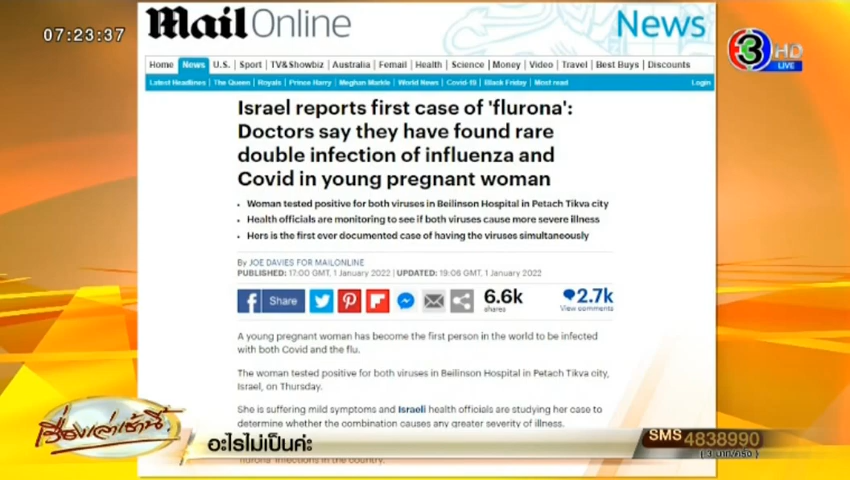 07:23:37
Mail Online
News
3 HD
LIVE
Home News U.S. Sport TV&Showbiz Australia Femail Health Science Money Video Travel Best Buys Discounts
Latest Headlines The Queen Royals Prince Harry Meghan Markle World News Covid-19 Black Friday Most read Login
Israel reports first case of 'flurona':
Doctors say they have found rare
double infection of influenza and
Covid in young pregnant woman
• Woman tested positive for both viruses in Beilinson Hospital in Petach Tikva city
• Health officials are monitoring to see if both viruses cause more severe illness
• Hers is the first ever documented case of having the viruses simultaneously
By JOE DAVIES FOR MAILONLINE
PUBLISHED: 17:00 GMT, 1 January 2022 | UPDATED: 19:06 GMT, 1 January 2022
f Share 6.6k shares 2.7k View comments
A young pregnant woman has become the first person in the world to be infected
with both Covid and the flu.
The woman tested positive for both viruses in Beilinson Hospital in Petach Tikva city,
Israel, on Thursday.
She is suffering mild symptoms and Israeli health officials are studying her case to
determine whether the combination causes any greater severity of illness.
เรื่องเล่าเช้านี้
อะไรไม่เป็นค่ะ
SMS 4838990
( 3 บาท/ครั้ง )
'flurona' infections in the country.